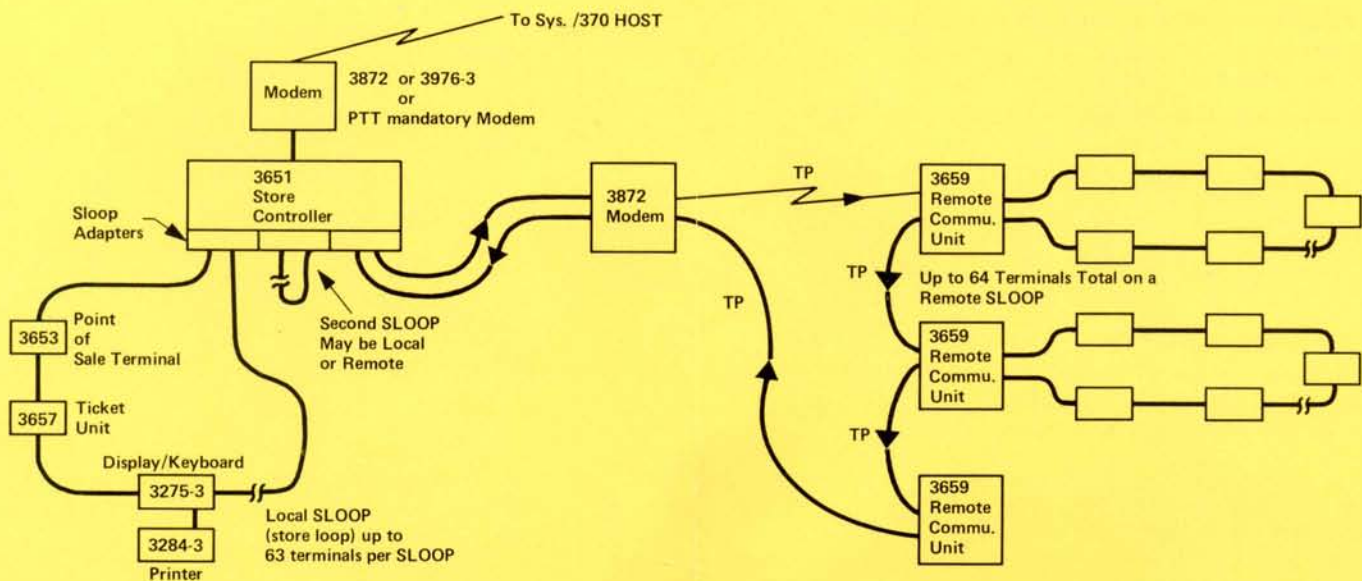 To Sys. /370 HOST
Modem
3872 or 3976-3
or
PTT mandatory Modem
3651
Store
Controller
Sloop
Adapters
3872
Modem
TP
3659
Remote
Commu.
Unit
TP
Up to 64 Terminals Total on a
Remote SLOOP
TP
Second SLOOP
May be Local
or Remote
3653
Point
of
Sale Terminal
3659
Remote
Commu.
Unit
3657
Ticket
Unit
TP
Display/Keyboard
3275-3
3284-3
Printer
Local SLOOP
(store loop) up to
63 terminals per SLOOP
3659
Remote
Commu.
Unit